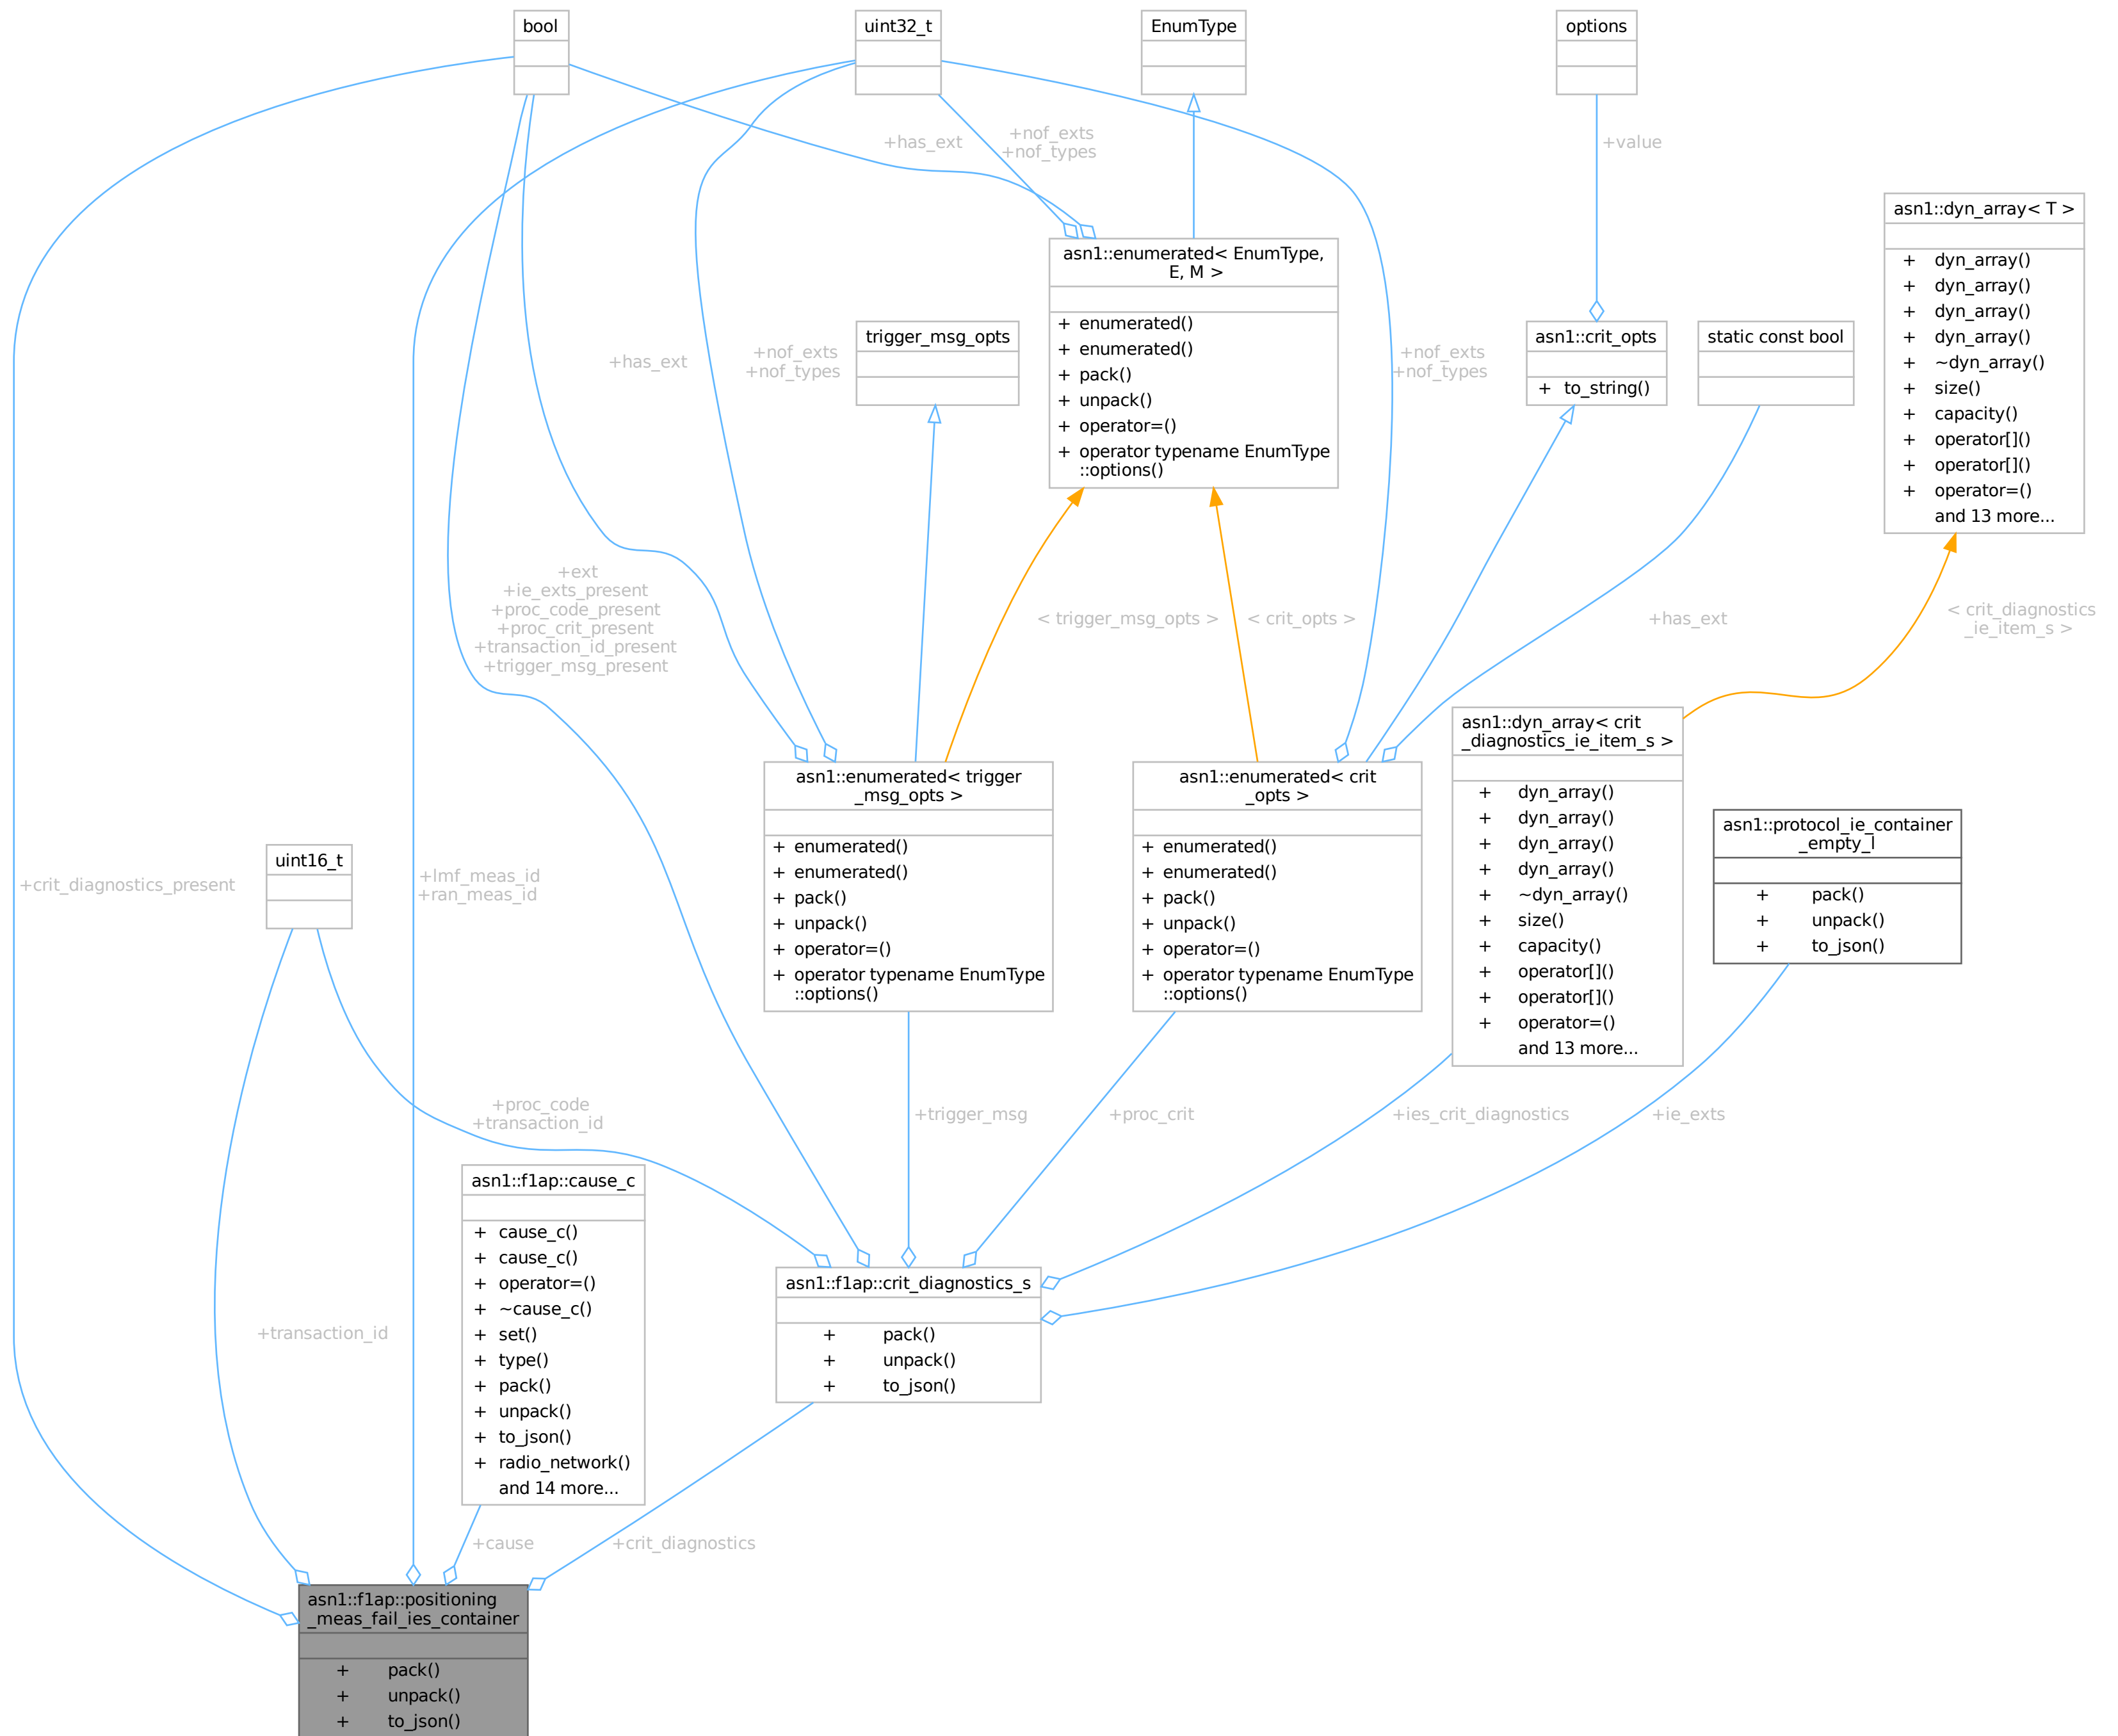 bool
uint32_t
EnumType
options
+has_ext
+nof_exts
+nof_types
+value
asn1::dyn_array< T >
+ dyn_array()
+ dyn_array()
+ dyn_array()
+ dyn_array()
+ ~dyn_array()
+ size()
+ capacity()
+ operator[]()
+ operator[]()
+ operator=()
and 13 more...
asn1::enumerated< EnumType,
E, M >
+ enumerated()
+ enumerated()
+ pack()
+ unpack()
+ operator=()
+ operator typename EnumType
::options()
trigger_msg_opts
asn1::crit_opts
+ to_string()
static const bool
+has_ext
+nof_exts
+nof_types
+nof_exts
+nof_types
+ext
+ie_exts_present
+proc_code_present
+proc_crit_present
+transaction_id_present
+trigger_msg_present
< trigger_msg_opts >
< crit_opts >
+has_ext
< crit_diagnostics
_ie_item_s >
asn1::enumerated< trigger
_msg_opts >
+ enumerated()
+ enumerated()
+ pack()
+ unpack()
+ operator=()
+ operator typename EnumType
::options()
asn1::enumerated< crit
_opts >
+ enumerated()
+ enumerated()
+ pack()
+ unpack()
+ operator=()
+ operator typename EnumType
::options()
asn1::dyn_array< crit
_diagnostics_ie_item_s >
+ dyn_array()
+ dyn_array()
+ dyn_array()
+ dyn_array()
+ ~dyn_array()
+ size()
+ capacity()
+ operator[]()
+ operator[]()
+ operator=()
and 13 more...
asn1::protocol_ie_container
_empty_l
+ pack()
+ unpack()
+ to_json()
uint16_t
+crit_diagnostics_present
+lmf_meas_id
+ran_meas_id
+proc_code
+transaction_id
+trigger_msg
+proc_crit
+ies_crit_diagnostics
+ie_exts
asn1::f1ap::cause_c
+ cause_c()
+ cause_c()
+ operator=()
+ ~cause_c()
+ set()
+ type()
+ pack()
+ unpack()
+ to_json()
+ radio_network()
and 14 more...
asn1::f1ap::crit_diagnostics_s
+ pack()
+ unpack()
+ to_json()
+transaction_id
+cause
+crit_diagnostics
asn1::f1ap::positioning
_meas_fail_ies_container
+ pack()
+ unpack()
+ to_json()